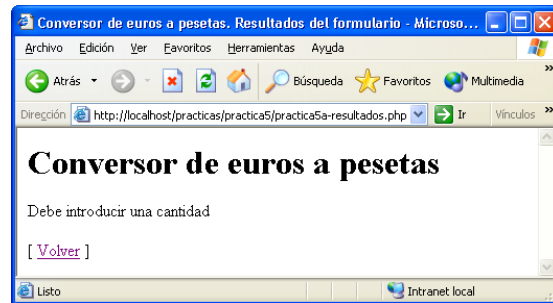 Conversor de euros a pesetas. Resultados del formulario - Microso...
Archivo Edición Ver Favoritos Herramientas Ayuda
Atrás Búsqueda Favoritos Multimedia »
Dirección http://localhost/practicas/practica5/practica5a-resultados.php Ir Vínculos »
Conversor de euros a pesetas
Debe introducir una cantidad
[ Volver ]
Listo Intranet local